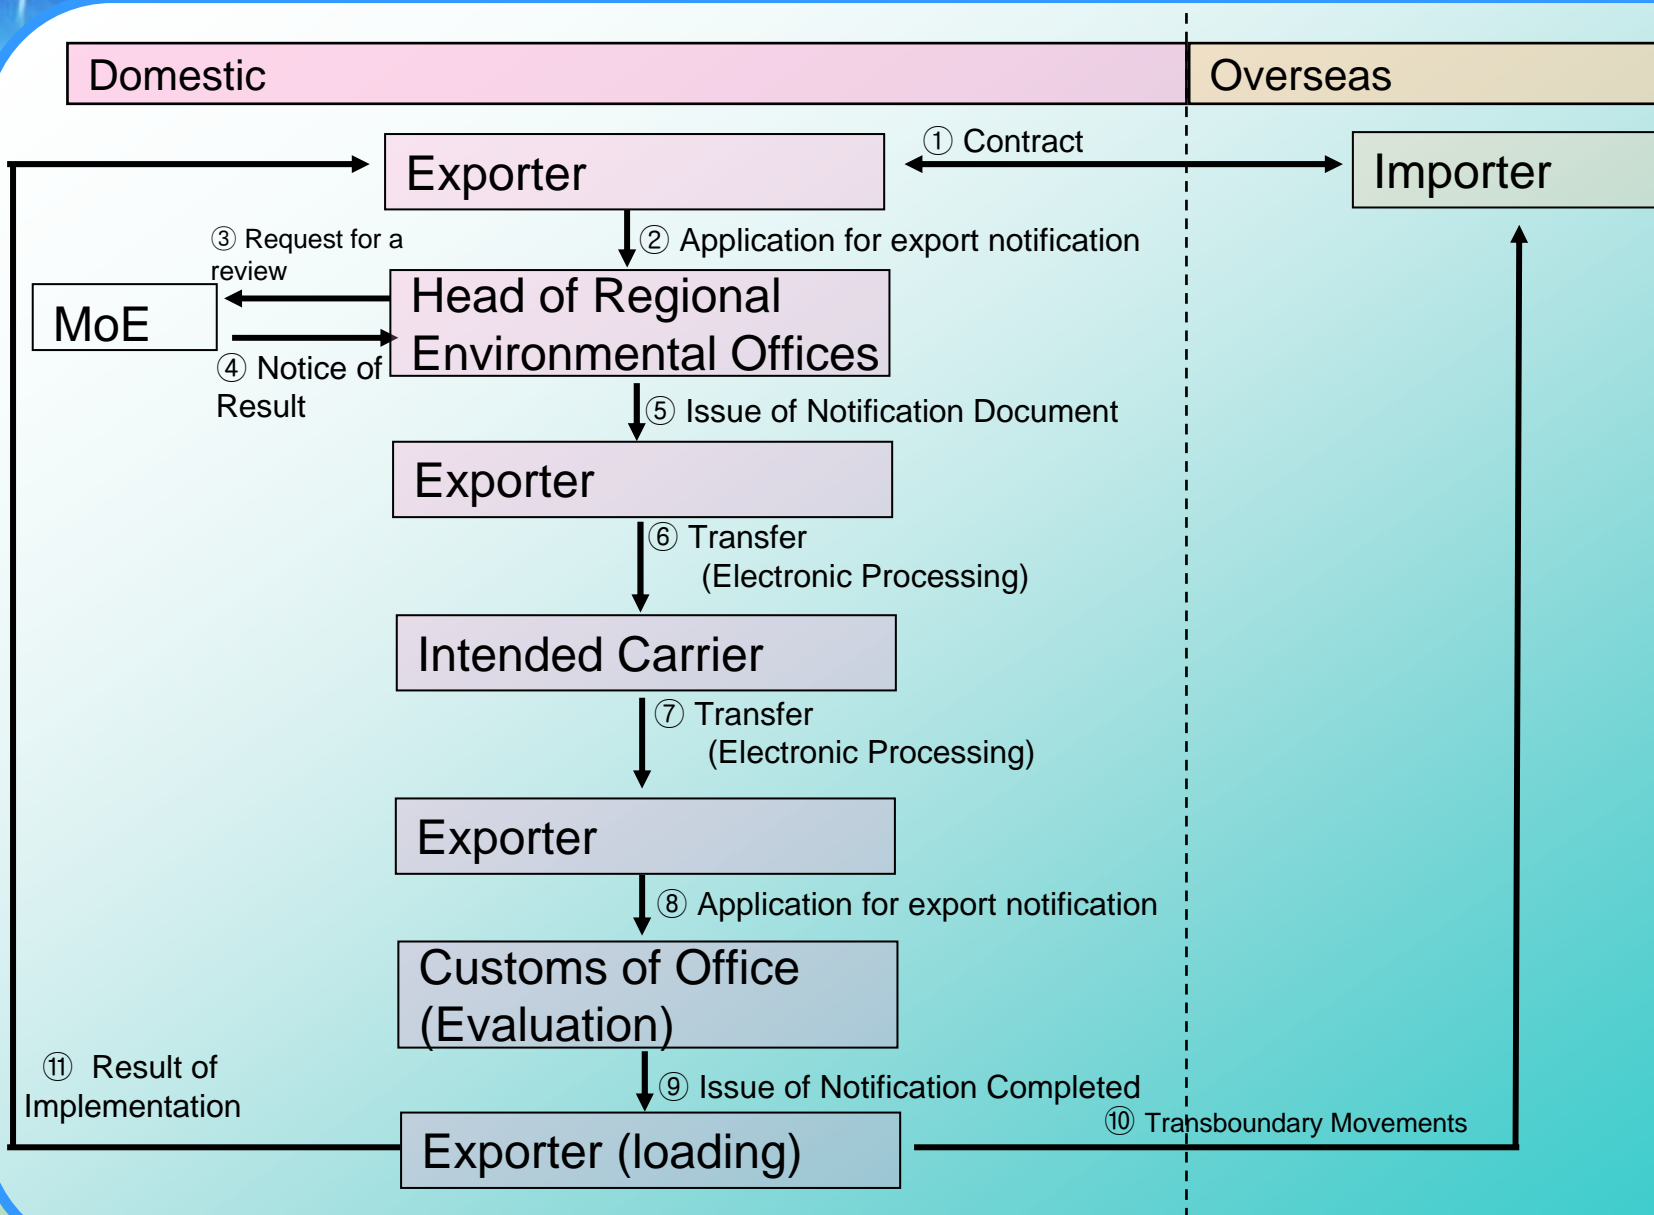 Domestic
Overseas
① Contract
Exporter
Importer
② Application for export notification
③ Request for a
review
MoE
Head of Regional
Environmental Offices
④ Notice of
Result
⑤ Issue of Notification Document
Exporter
⑥ Transfer
(Electronic Processing)
Intended Carrier
⑦ Transfer
(Electronic Processing)
Exporter
⑧ Application for export notification
Customs of Office
(Evaluation)
⑨ Issue of Notification Completed
⑪ Result of
Implementation
⑩ Transboundary Movements
Exporter (loading)